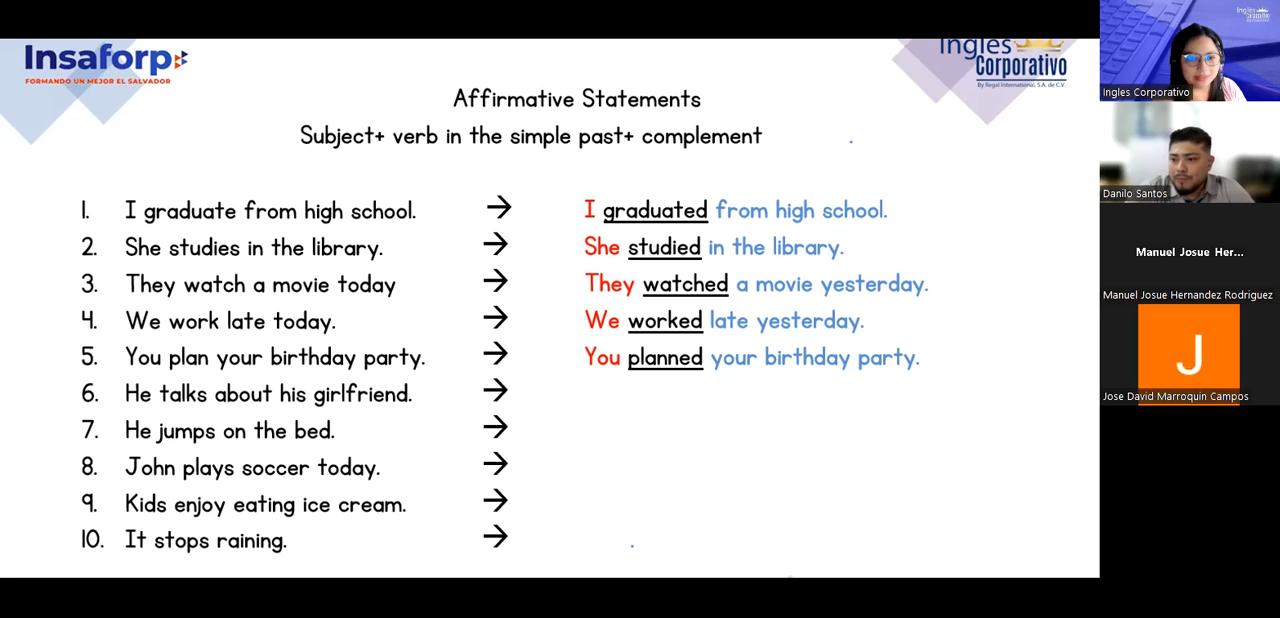 Insaforp
FORMANDO UN MEJOR EL SALVADOR
Ingles
Corporativo
By Regal International, S.A. de C.V.
Affirmative Statements
Subject+ verb in the simple past+ complement .
1. I graduate from high school. → I graduated from high school.
2. She studies in the library. → She studied in the library.
3. They watch a movie today → They watched a movie yesterday.
4. We work late today. → We worked late yesterday.
5. You plan your birthday party. → You planned your birthday party.
6. He talks about his girlfriend. →
7. He jumps on the bed. →
8. John plays soccer today. →
9. Kids enjoy eating ice cream. →
10. It stops raining. → .
Ingles
Ingles Corporativo
Danilo Santos
Manuel Josue Her...
Manuel Josue Hernandez Rodriguez
J
Jose David Marroquin Campos